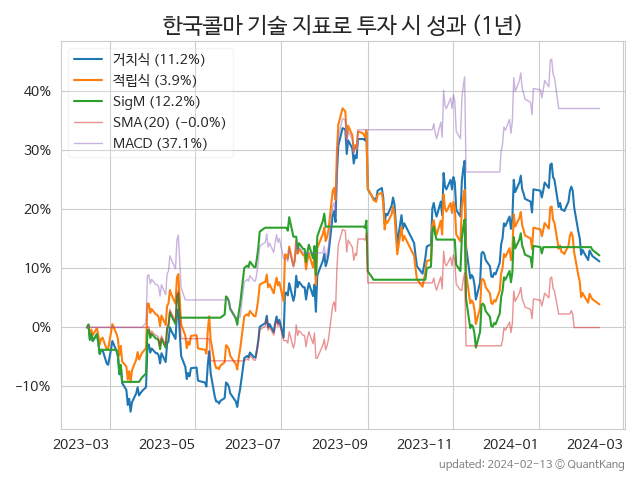 한국콜마 기술 지표로 투자 시 성과 (1년)
거치식 (11.2%)
적립식 (3.9%)
SigM (12.2%)
SMA(20) (-0.0%)
MACD (37.1%)
40%
30%
20%
10%
0%
-10%
2023-03 2023-05 2023-07 2023-09 2023-11 2024-01 2024-03
updated: 2024-02-13 © QuantKang